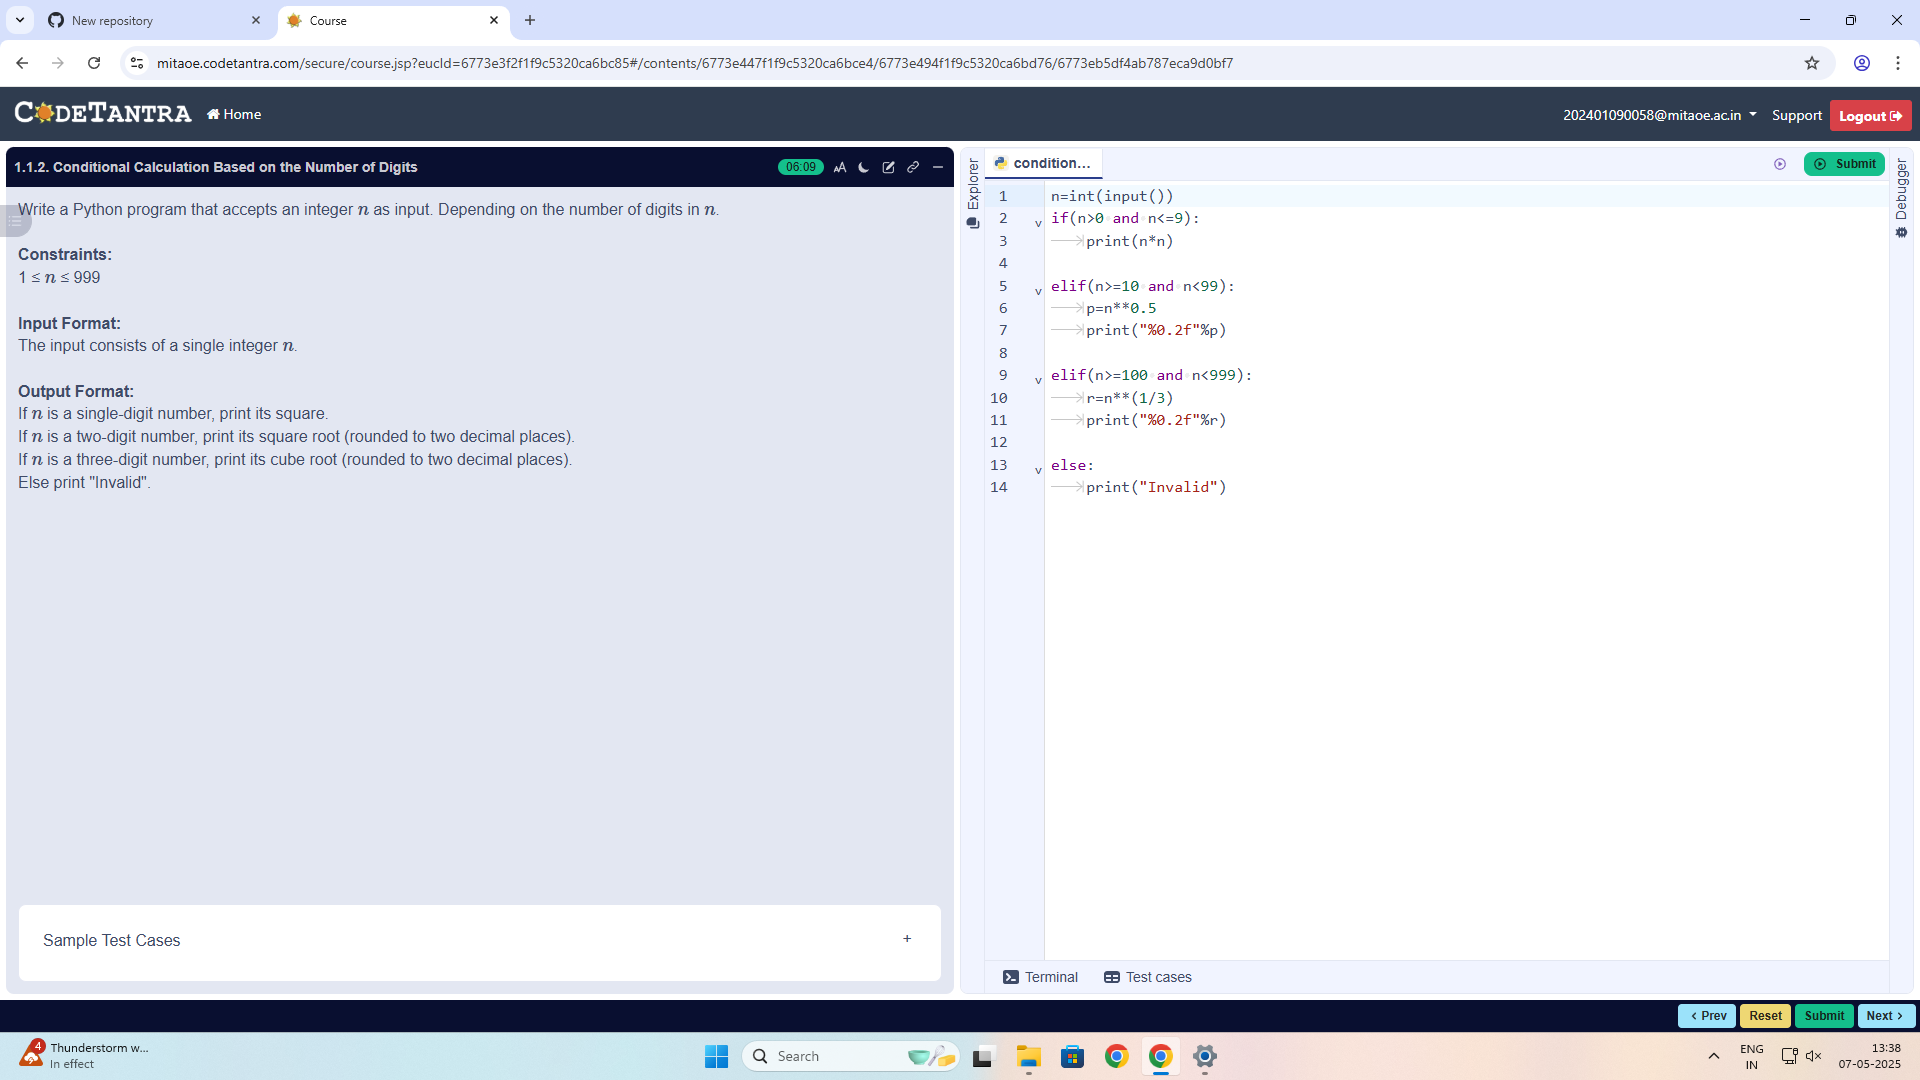 New repository
Course
mitaoe.codetantra.com/secure/course.jsp?eucId=6773e3f2f1f9c5320ca6bc85#/contents/6773e447f1f9c5320ca6bce4/6773e494f1f9c5320ca6bd76/6773eb5df4ab787eca9d0bf7
CODETANTRA
Home
202401090058@mitaoe.ac.in
Support
Logout
1.1.2. Conditional Calculation Based on the Number of Digits
06:09
AA
Write a Python program that accepts an integer n as input. Depending on the number of digits in n.
Constraints:
1 ≤ n ≤ 999
Input Format:
The input consists of a single integer n.
Output Format:
If n is a single-digit number, print its square.
If n is a two-digit number, print its square root (rounded to two decimal places).
If n is a three-digit number, print its cube root (rounded to two decimal places).
Else print "Invalid".
Sample Test Cases
+
Explorer
condition...
Submit
Debugger
1 n=int(input())
2 if(n>0 and n<=9):
3 print(n*n)
4
5 elif(n>=10 and n<99):
6 p=n**0.5
7 print("%0.2f"%p)
8
9 elif(n>=100 and n<999):
10 r=n**(1/3)
11 print("%0.2f"%r)
12
13 else:
14 print("Invalid")
Terminal
Test cases
< Prev
Reset
Submit
Next >
4
Thunderstorm w...
In effect
Search
ENG
IN
13:38
07-05-2025